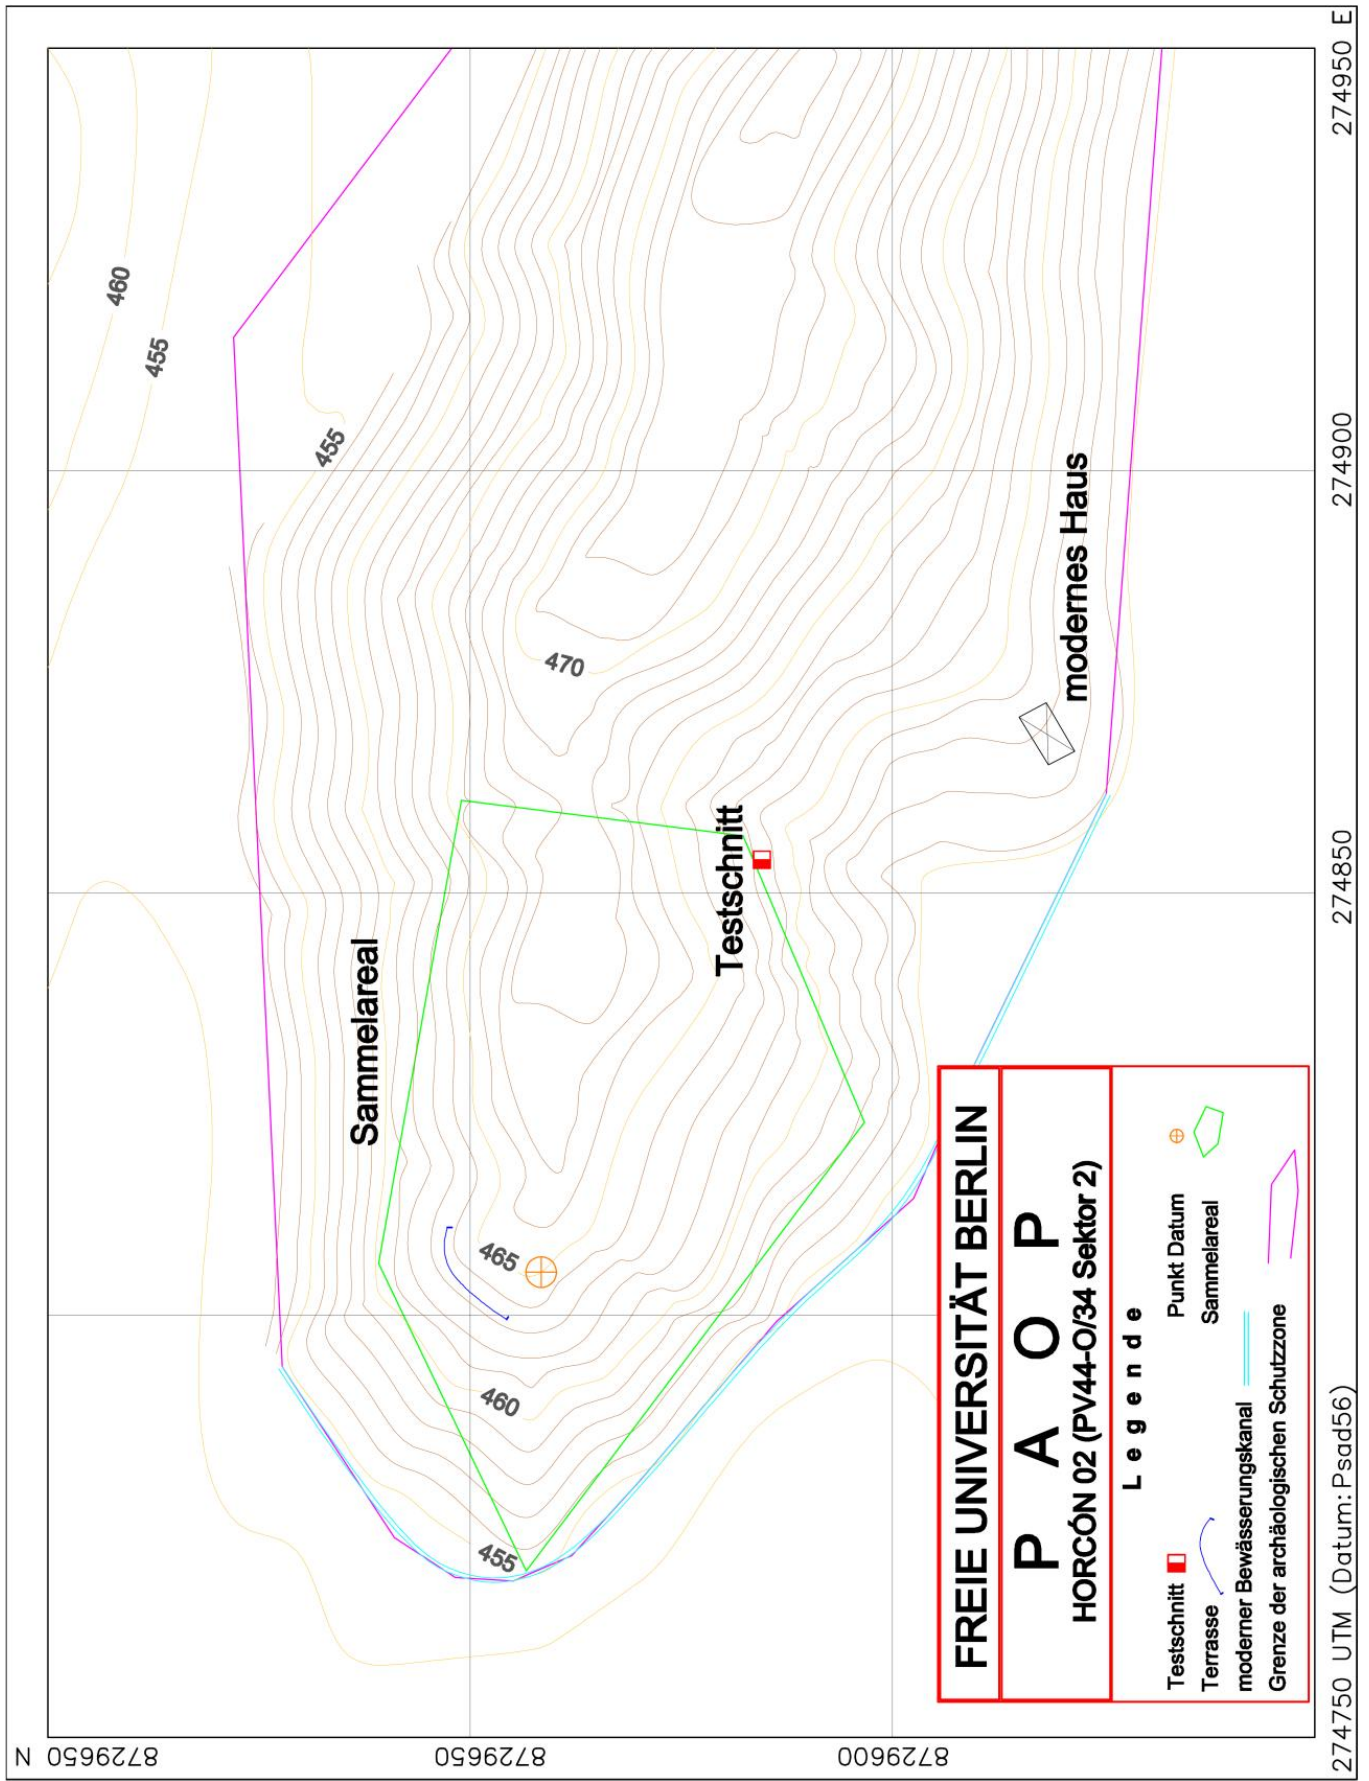 N
8729650
460
455
455
Sammelareal
8729650
465
460
455
470
Testschnitt
8729600
modernes Haus
FREIE UNIVERSITÄT BERLIN
P A O P
HORCÓN 02 (PV44-O/34 Sektor 2)
Legende
Testschnitt
Punkt Datum
Terrasse
Sammelareal
moderner Bewässerungskanal
Grenze der archäologischen Schutzzone
274750 UTM (Datum: Psad56)
274850
274900
274950 E